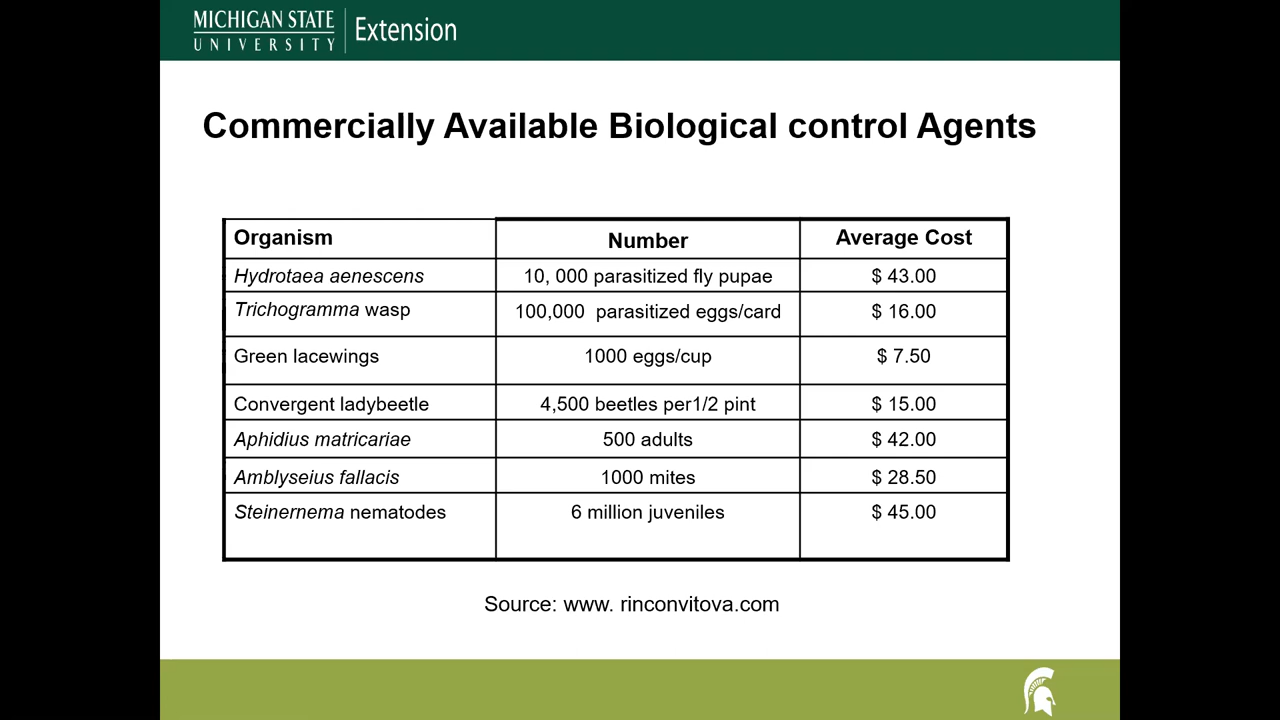 MICHIGAN STATE
UNIVERSITY
Extension
Commercially Available Biological control Agents
Organism Number Average Cost
Hydrotaea aenescens 10, 000 parasitized fly pupae $ 43.00
Trichogramma wasp 100,000 parasitized eggs/card $ 16.00
Green lacewings 1000 eggs/cup $ 7.50
Convergent ladybeetle 4,500 beetles per1/2 pint $ 15.00
Aphidius matricariae 500 adults $ 42.00
Amblyseius fallacis 1000 mites $ 28.50
Steinernema nematodes 6 million juveniles $ 45.00
Source: www. rinconvitova.com